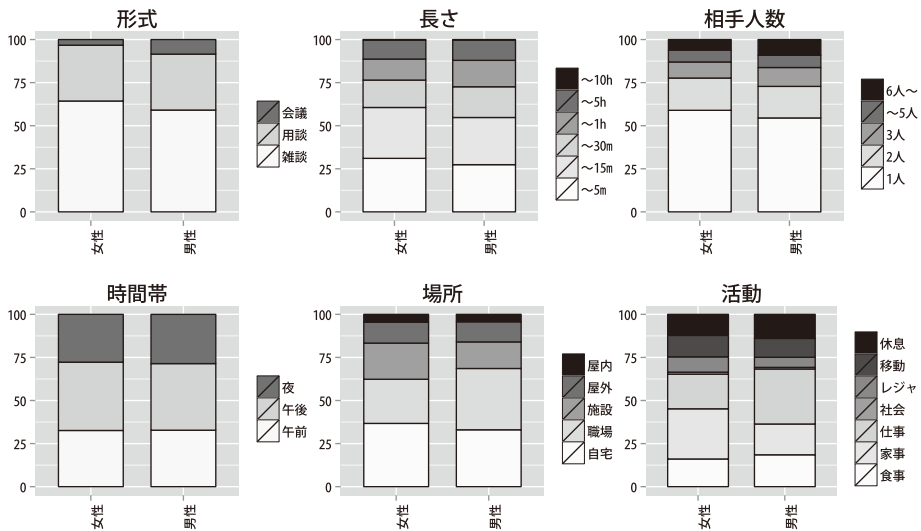 形式
100
75
50
25
0
女性
男性
会議
用談
雑談
長さ
100
75
50
25
0
女性
男性
～10h
～5h
～1h
～30m
～15m
～5m
相手人数
100
75
50
25
0
女性
男性
6人～
～5人
3人
2人
1人
時間帯
100
75
50
25
0
女性
男性
夜
午後
午前
場所
100
75
50
25
0
女性
男性
屋内
屋外
施設
職場
自宅
活動
100
75
50
25
0
女性
男性
休息
移動
レジャ
社会
仕事
家事
食事